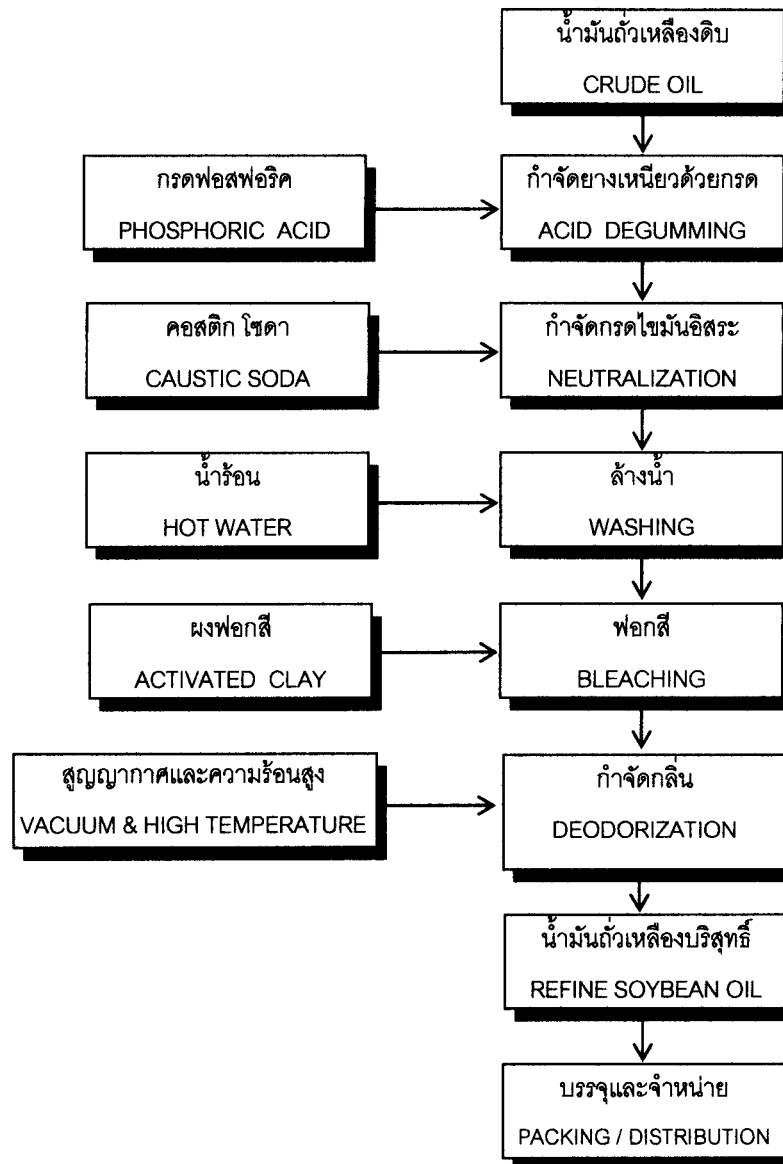 น้ำมันถั่วเหลืองดิบ
CRUDE OIL
กรดฟอสฟอริค
PHOSPHORIC ACID
กำจัดยางเหนียวด้วยกรด
ACID DEGUMMING
คอสติก โซดา
CAUSTIC SODA
กำจัดกรดไขมันอิสระ
NEUTRALIZATION
น้ำร้อน
HOT WATER
ล้างน้ำ
WASHING
ผงฟอกสี
ACTIVATED CLAY
ฟอกสี
BLEACHING
สูญญากาศและความร้อนสูง
VACUUM & HIGH TEMPERATURE
กำจัดกลิ่น
DEODORIZATION
น้ำมันถั่วเหลืองบริสุทธิ์
REFINE SOYBEAN OIL
บรรจุและจำหน่าย
PACKING / DISTRIBUTION